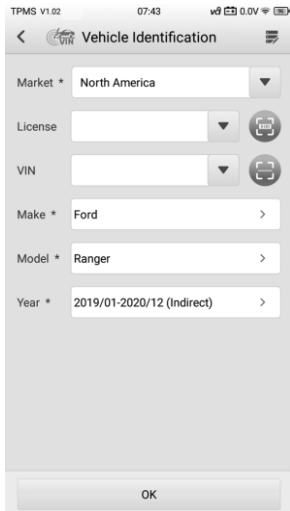 TPMS V1.02 07:43 0.0V
VIN Vehicle Identification
Market * North America
License
VIN
Make * Ford
Model * Ranger
Year * 2019/01-2020/12 (Indirect)
OK